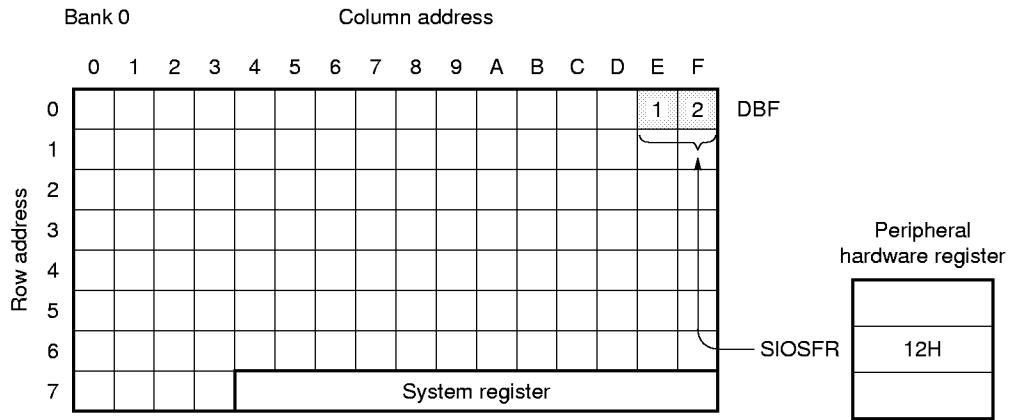 Bank 0 Column address
0 1 2 3 4 5 6 7 8 9 A B C D E F
0 1 2 DBF
1
2
3
4
5
6 SIOSFR 12H
7 System register
Row address
Peripheral
hardware register